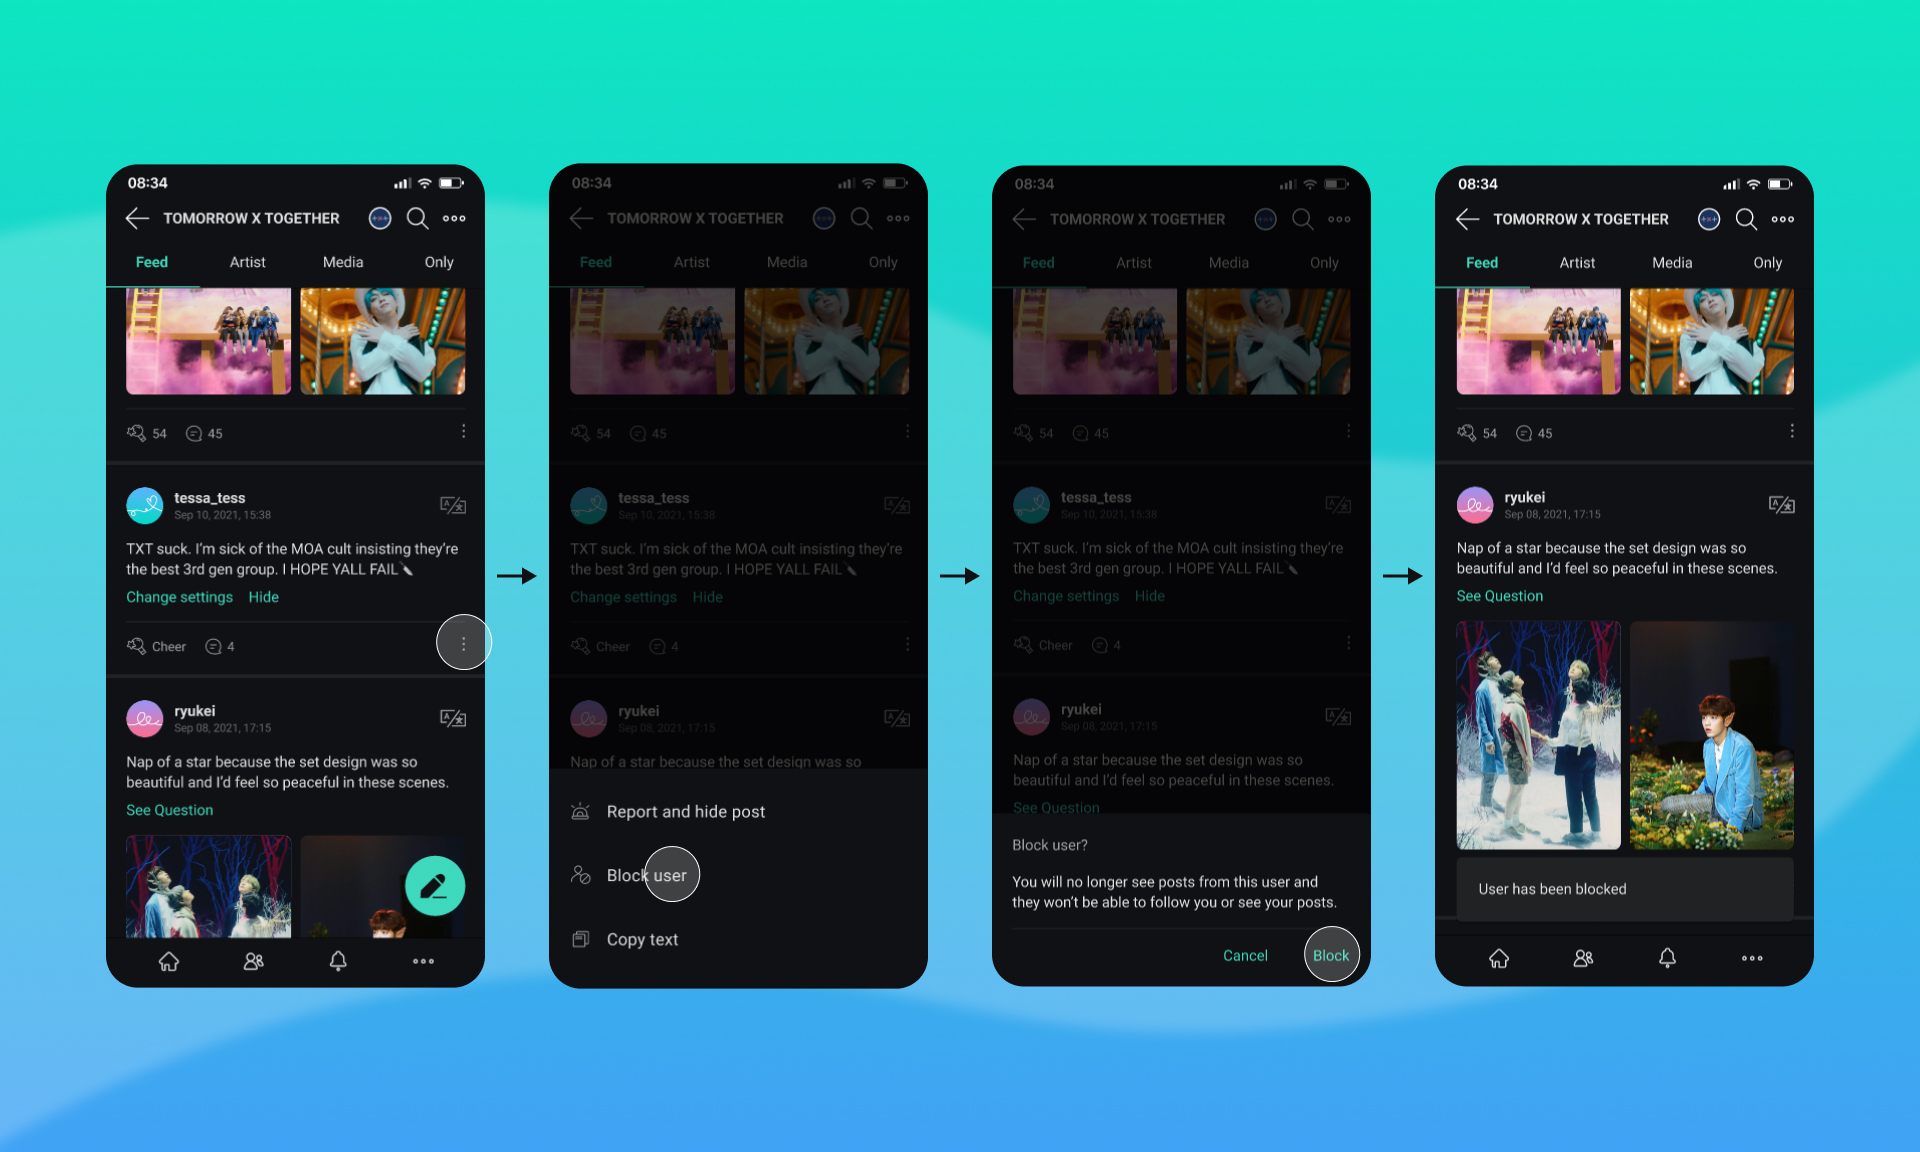 08:34
TOMORROW X TOGETHER
Feed
Artist
Media
Only
54
45
tessa_tess
Sep 10, 2021, 15:38
TXT suck. I'm sick of the MOA cult insisting they're
the best 3rd gen group. I HOPE YALL FAIL
Change settings
Hide
Cheer
4
ryukei
Sep 08, 2021, 17:15
Nap of a star because the set design was so
beautiful and I'd feel so peaceful in these scenes.
See Question
08:34
TOMORROW X TOGETHER
Feed
Artist
Media
Only
54
45
tessa_tess
Sep 10, 2021, 15:38
TXT suck. I'm sick of the MOA cult insisting they're
the best 3rd gen group. I HOPE YALL FAIL
Change settings
Hide
Cheer
4
ryukei
Sep 08, 2021, 17:15
Nap of a star because the set design was so
Report and hide post
Block user
Copy text
08:34
TOMORROW X TOGETHER
Feed
Artist
Media
Only
54
45
tessa_tess
Sep 10, 2021, 15:38
TXT suck. I'm sick of the MOA cult insisting they're
the best 3rd gen group. I HOPE YALL FAIL
Change settings
Hide
Cheer
4
ryukei
Sep 08, 2021, 17:15
Nap of a star because the set design was so
beautiful and I'd feel so peaceful in these scenes.
See Question
Block user?
You will no longer see posts from this user and
they won't be able to follow you or see your posts.
Cancel
Block
08:34
TOMORROW X TOGETHER
Feed
Artist
Media
Only
54
45
ryukei
Sep 08, 2021, 17:15
Nap of a star because the set design was so
beautiful and I'd feel so peaceful in these scenes.
See Question
User has been blocked